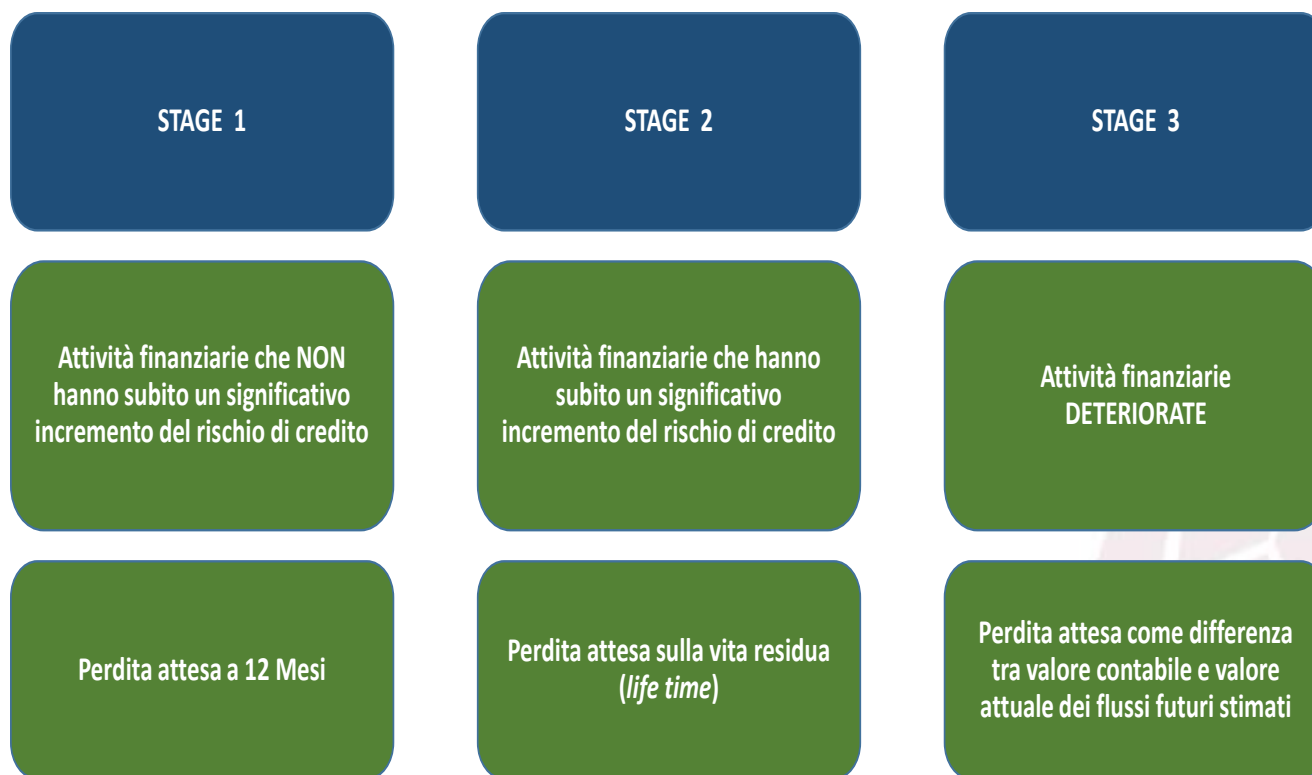 STAGE 1
STAGE 2
STAGE 3
Attività finanziarie che NON
hanno subito un significativo
incremento del rischio di credito
Attività finanziarie che hanno
subito un significativo
incremento del rischio di credito
Attività finanziarie
DETERIORATE
Perdita attesa a 12 Mesi
Perdita attesa sulla vita residua
(life time)
Perdita attesa come differenza
tra valore contabile e valore
attuale dei flussi futuri stimati